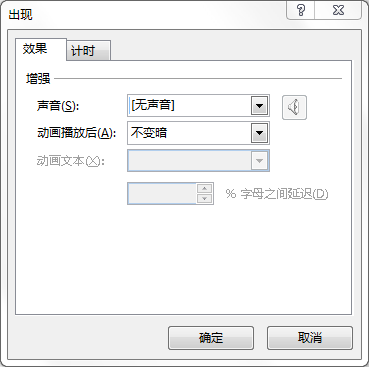 出现
效果 计时
增强
声音(S): [无声音]
动画播放后(A): 不变暗
动画文本(X):
% 字母之间延迟(D)
确定 取消